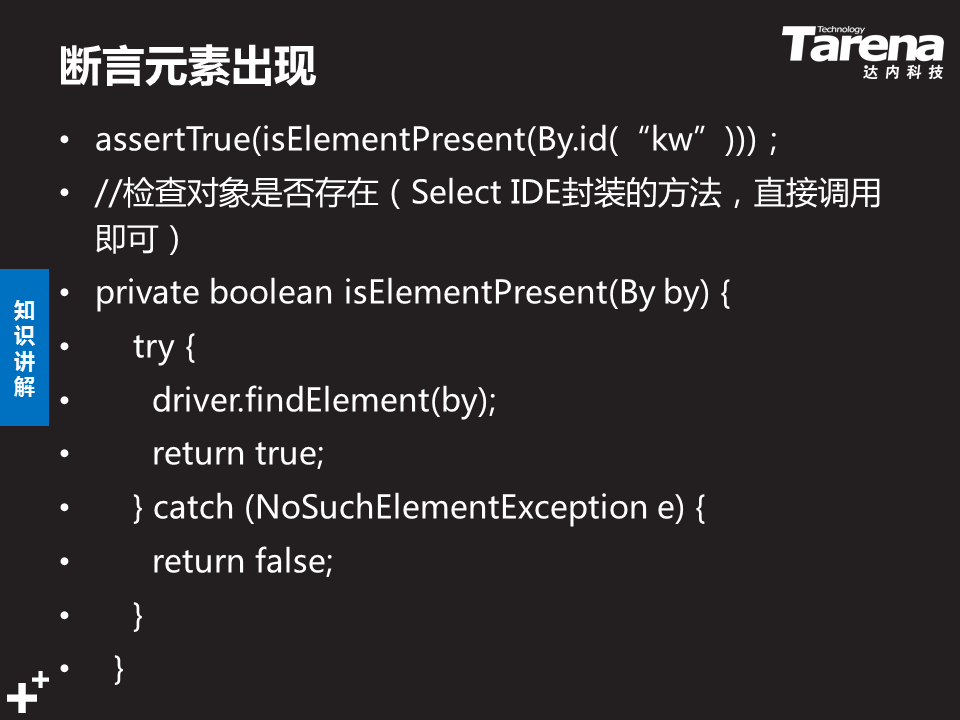 断言元素出现
Technology
Tarena
达内科技
• assertTrue(isElementPresent(By.id(“kw”)))；
• //检查对象是否存在（Select IDE封装的方法，直接调用
即可）
• private boolean isElementPresent(By by) {
• try {
• driver.findElement(by);
• return true;
• } catch (NoSuchElementException e) {
• return false;
• }
• }
知
识
讲
解